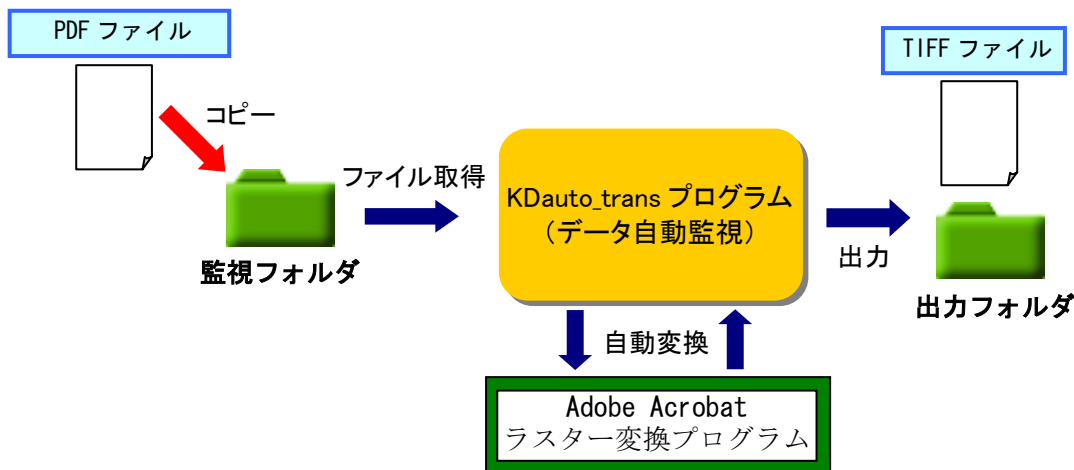 PDF ファイル
コピー
監視フォルダ
ファイル取得
KDauto_trans プログラム
（データ自動監視）
自動変換
Adobe Acrobat
ラスター変換プログラム
出力
TIFF ファイル
出力フォルダ